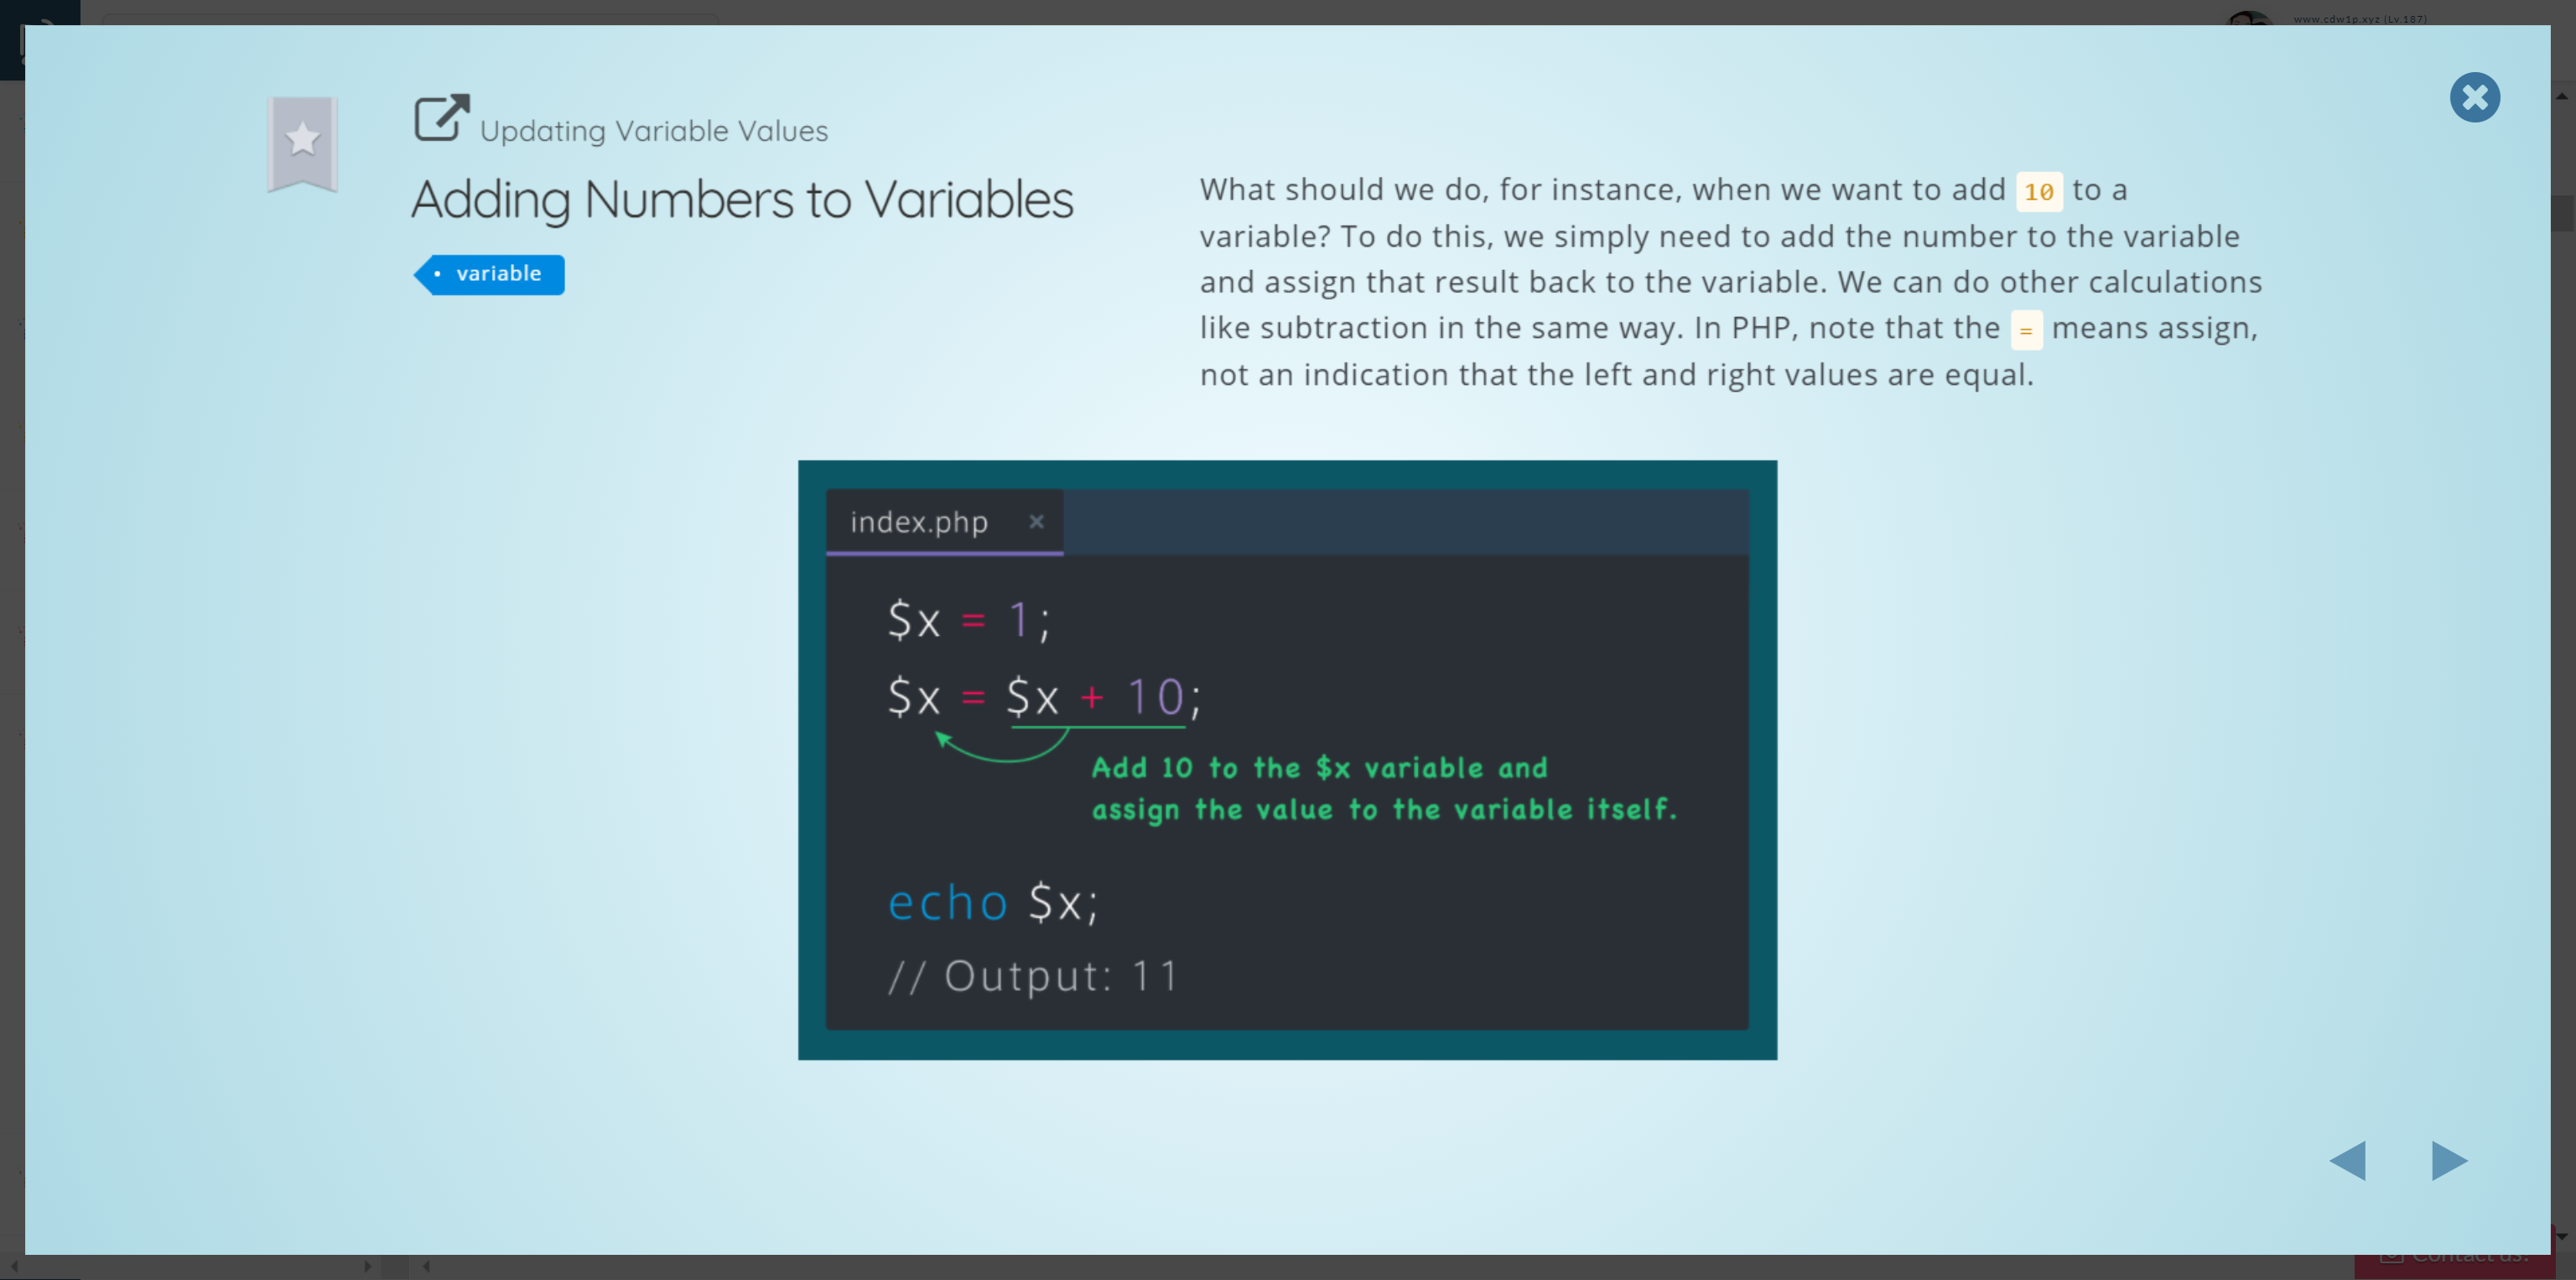 www.cdw1p.xyz (Lv.187)
Updating Variable Values
Adding Numbers to Variables
• variable
What should we do, for instance, when we want to add 10 to a
variable? To do this, we simply need to add the number to the variable
and assign that result back to the variable. We can do other calculations
like subtraction in the same way. In PHP, note that the = means assign,
not an indication that the left and right values are equal.
index.php ×
$x = 1;
$x = $x + 10;
Add 10 to the $x variable and
assign the value to the variable itself.
echo $x;
// Output: 11
Contact us!